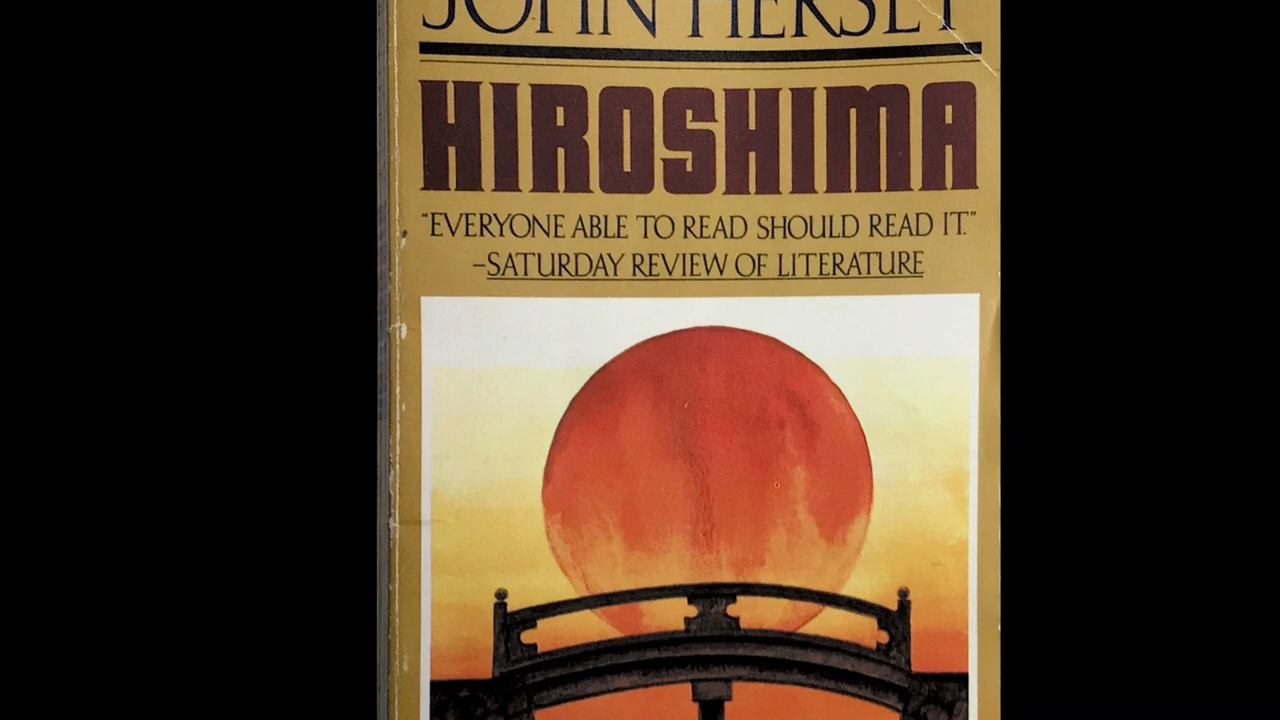 JOHN HERSEY
HIROSHIMA
“EVERYONE ABLE TO READ SHOULD READ IT.”
–SATURDAY REVIEW OF LITERATURE